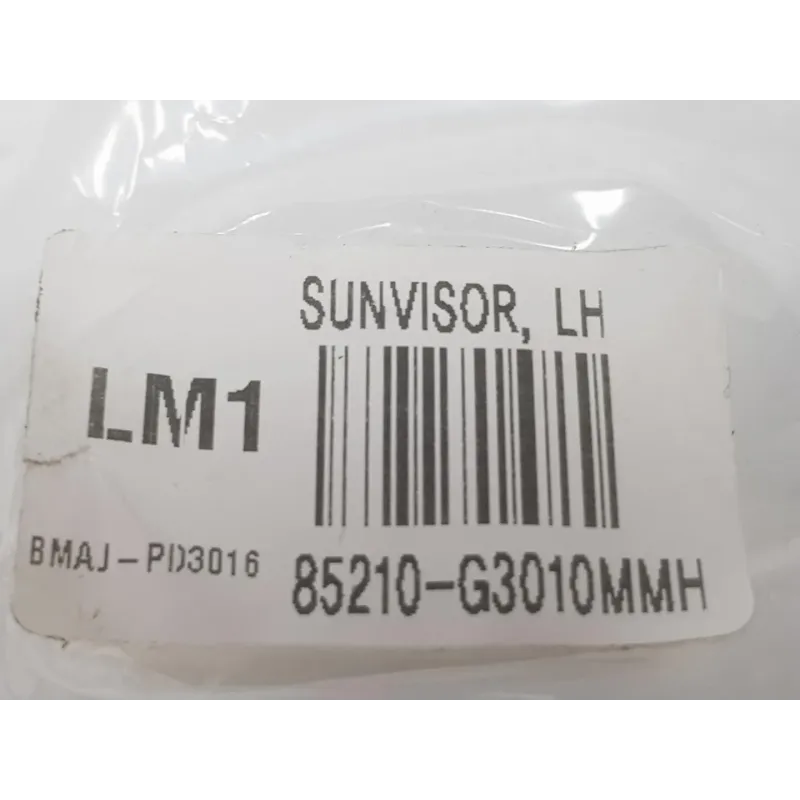 SUNVISOR, LH
LM1
BMAJ-PD3016
85210-G3010MMH